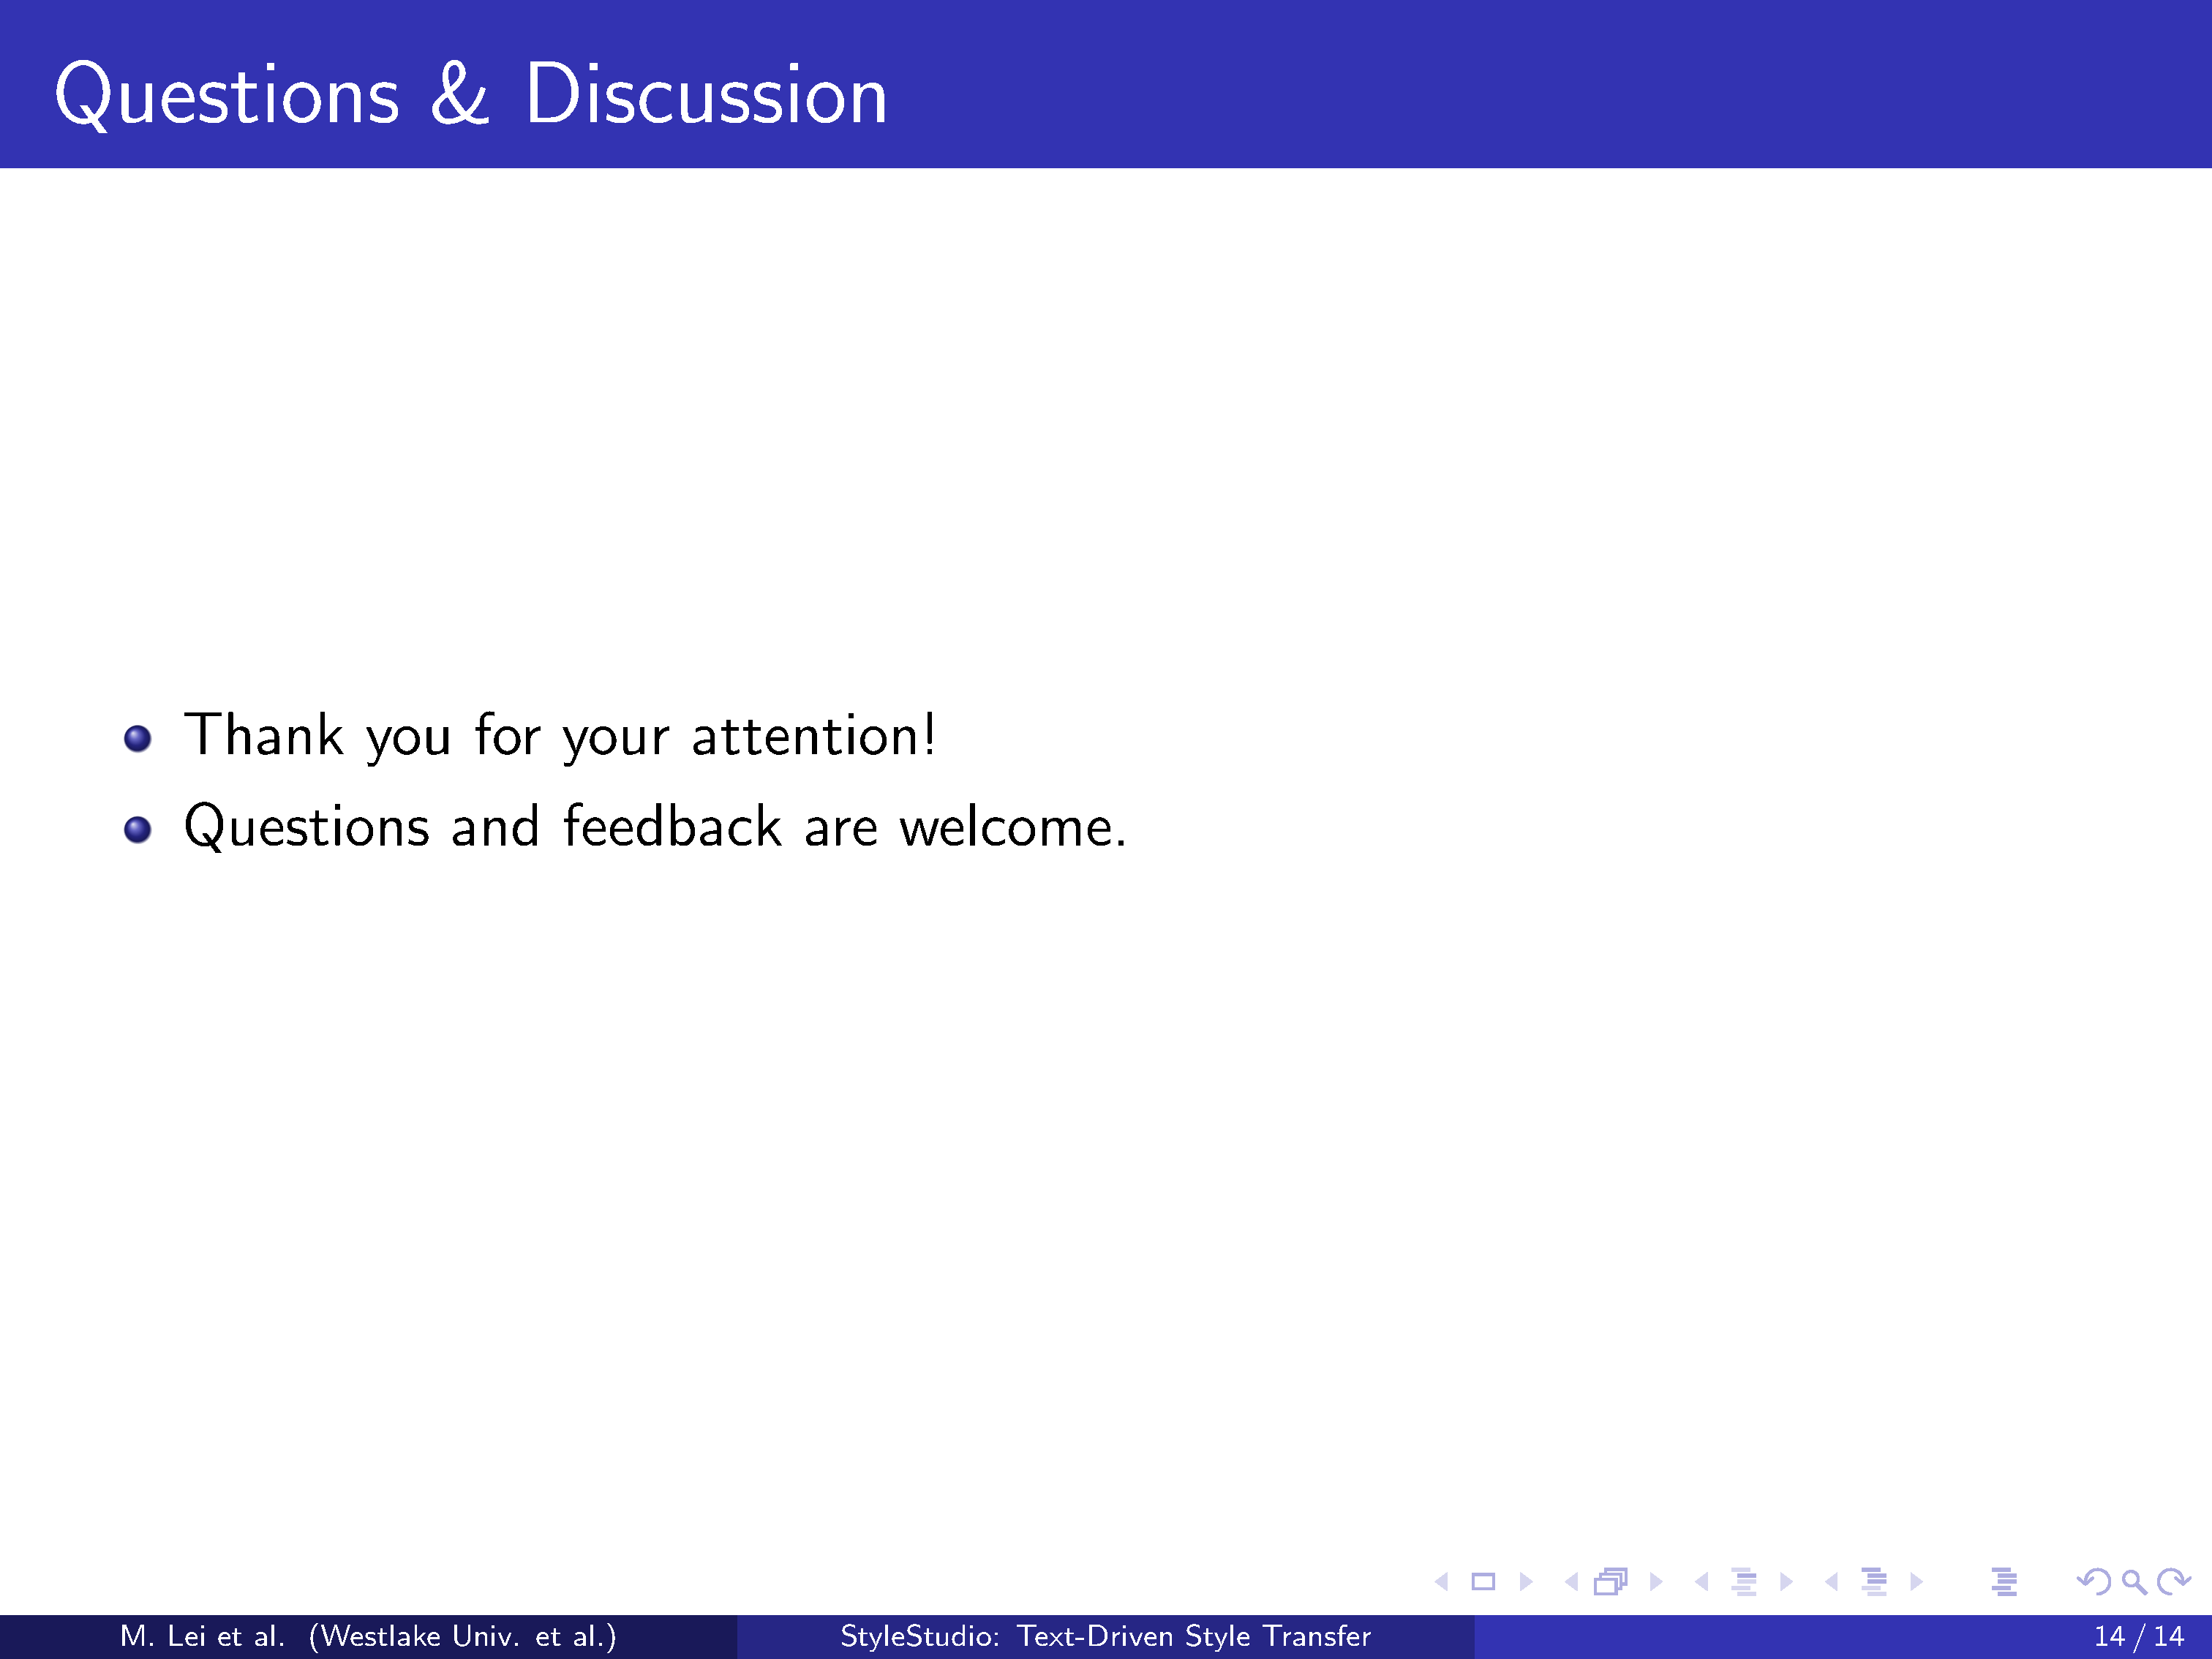 Questions & Discussion
Thank you for your attention!
Questions and feedback are welcome.
M. Lei et al. (Westlake Univ. et al.)
StyleStudio: Text-Driven Style Transfer
14 / 14